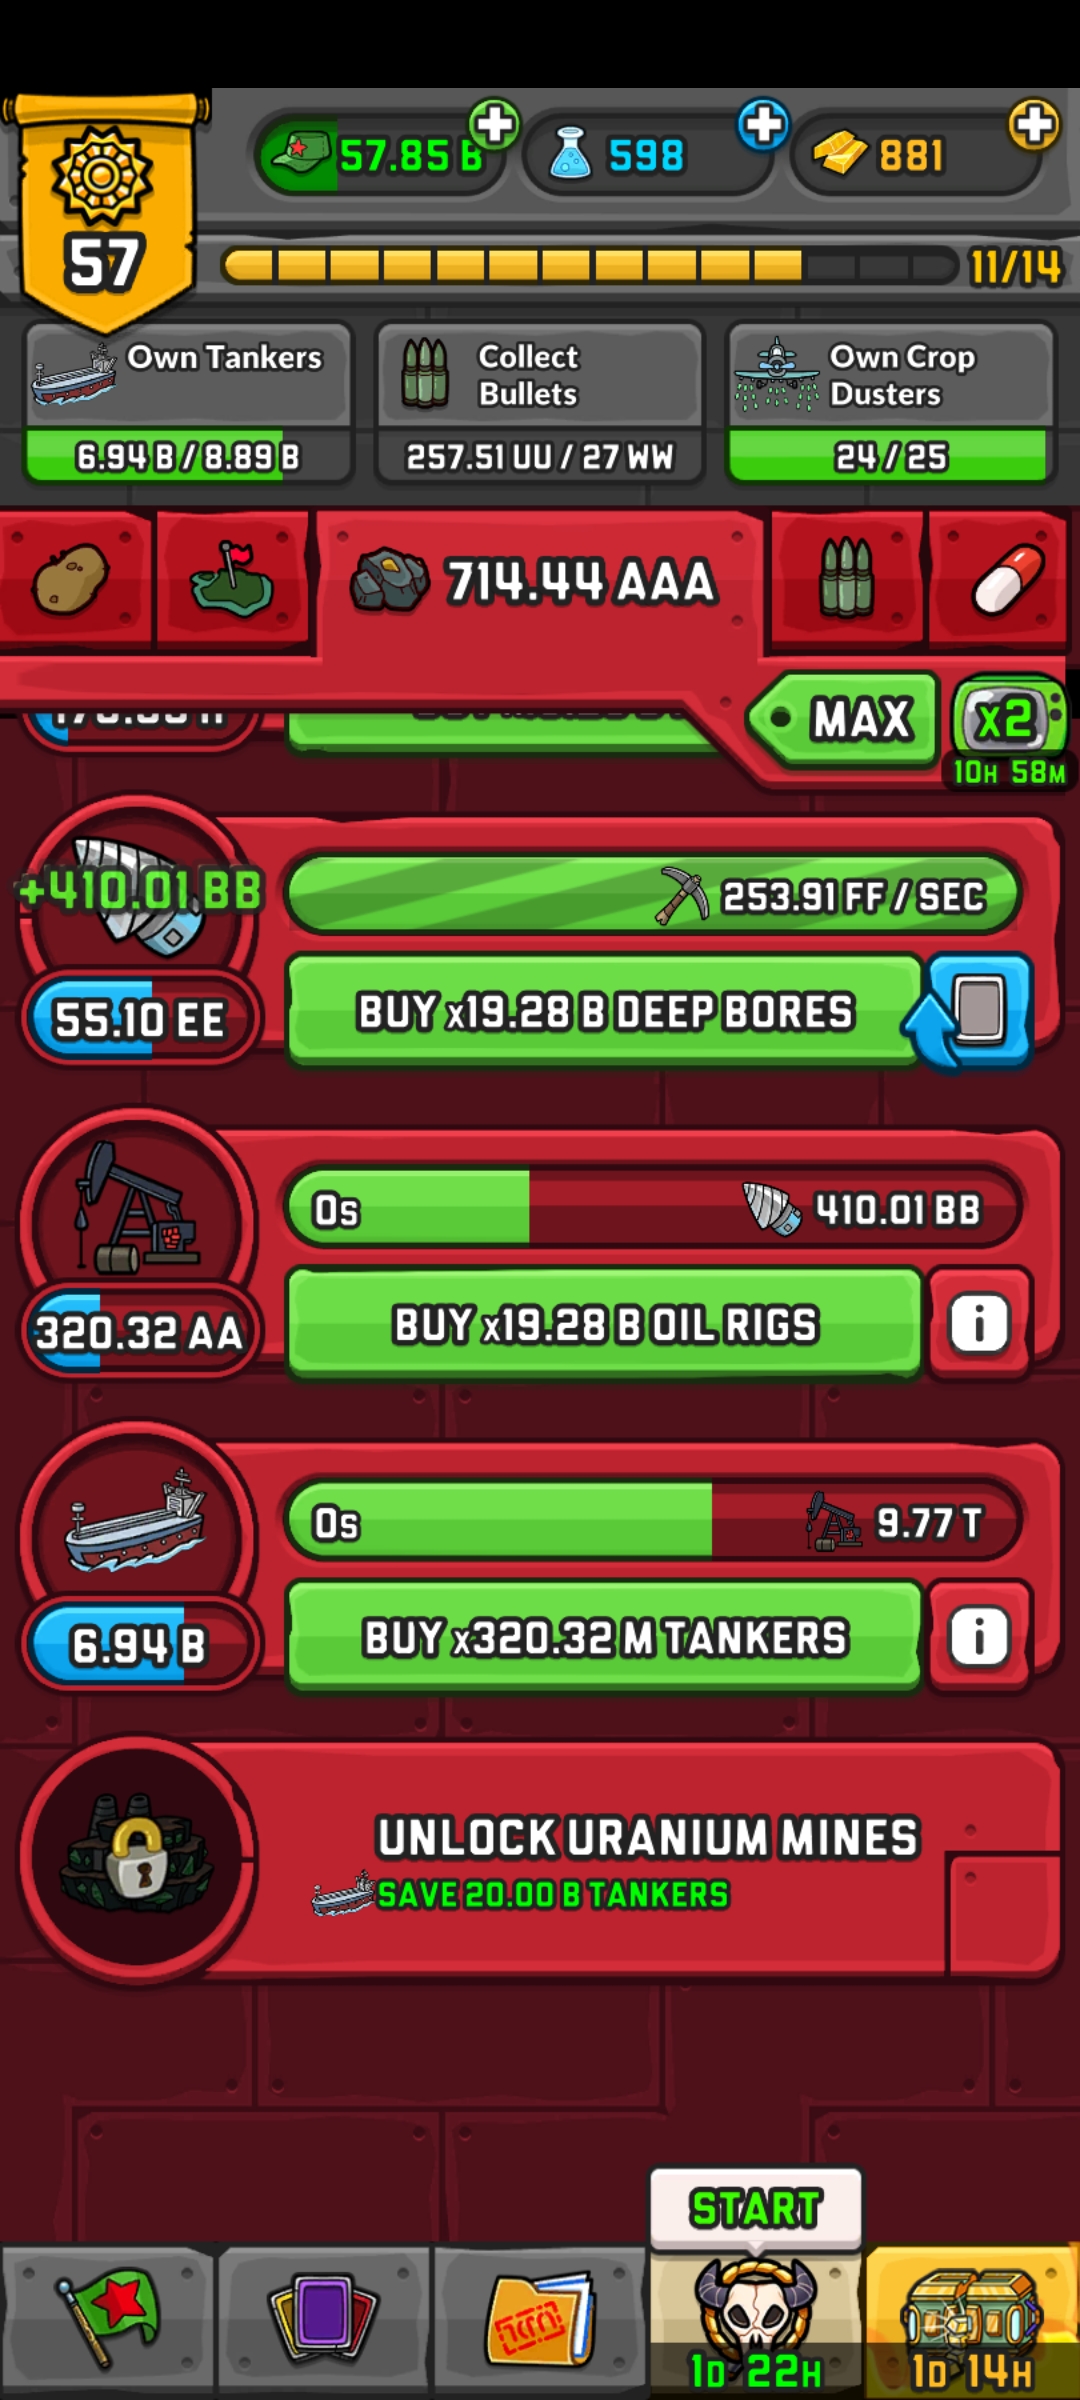 57.85 B
598
881
57
11/14
Own Tankers
6.94 B / 8.89 B
Collect
Bullets
257.51 UU / 27 WW
Own Crop
Dusters
24 / 25
714.44 AAA
MAX
x2
10H 58M
+410.01 BB
253.91 FF / SEC
55.10 EE
BUY x19.28 B DEEP BORES
0s
410.01 BB
320.32 AA
BUY x19.28 B OIL RIGS
i
0s
9.77 T
6.94 B
BUY x320.32 M TANKERS
i
UNLOCK URANIUM MINES
SAVE 20.00 B TANKERS
START
1D 22H
1D 14H